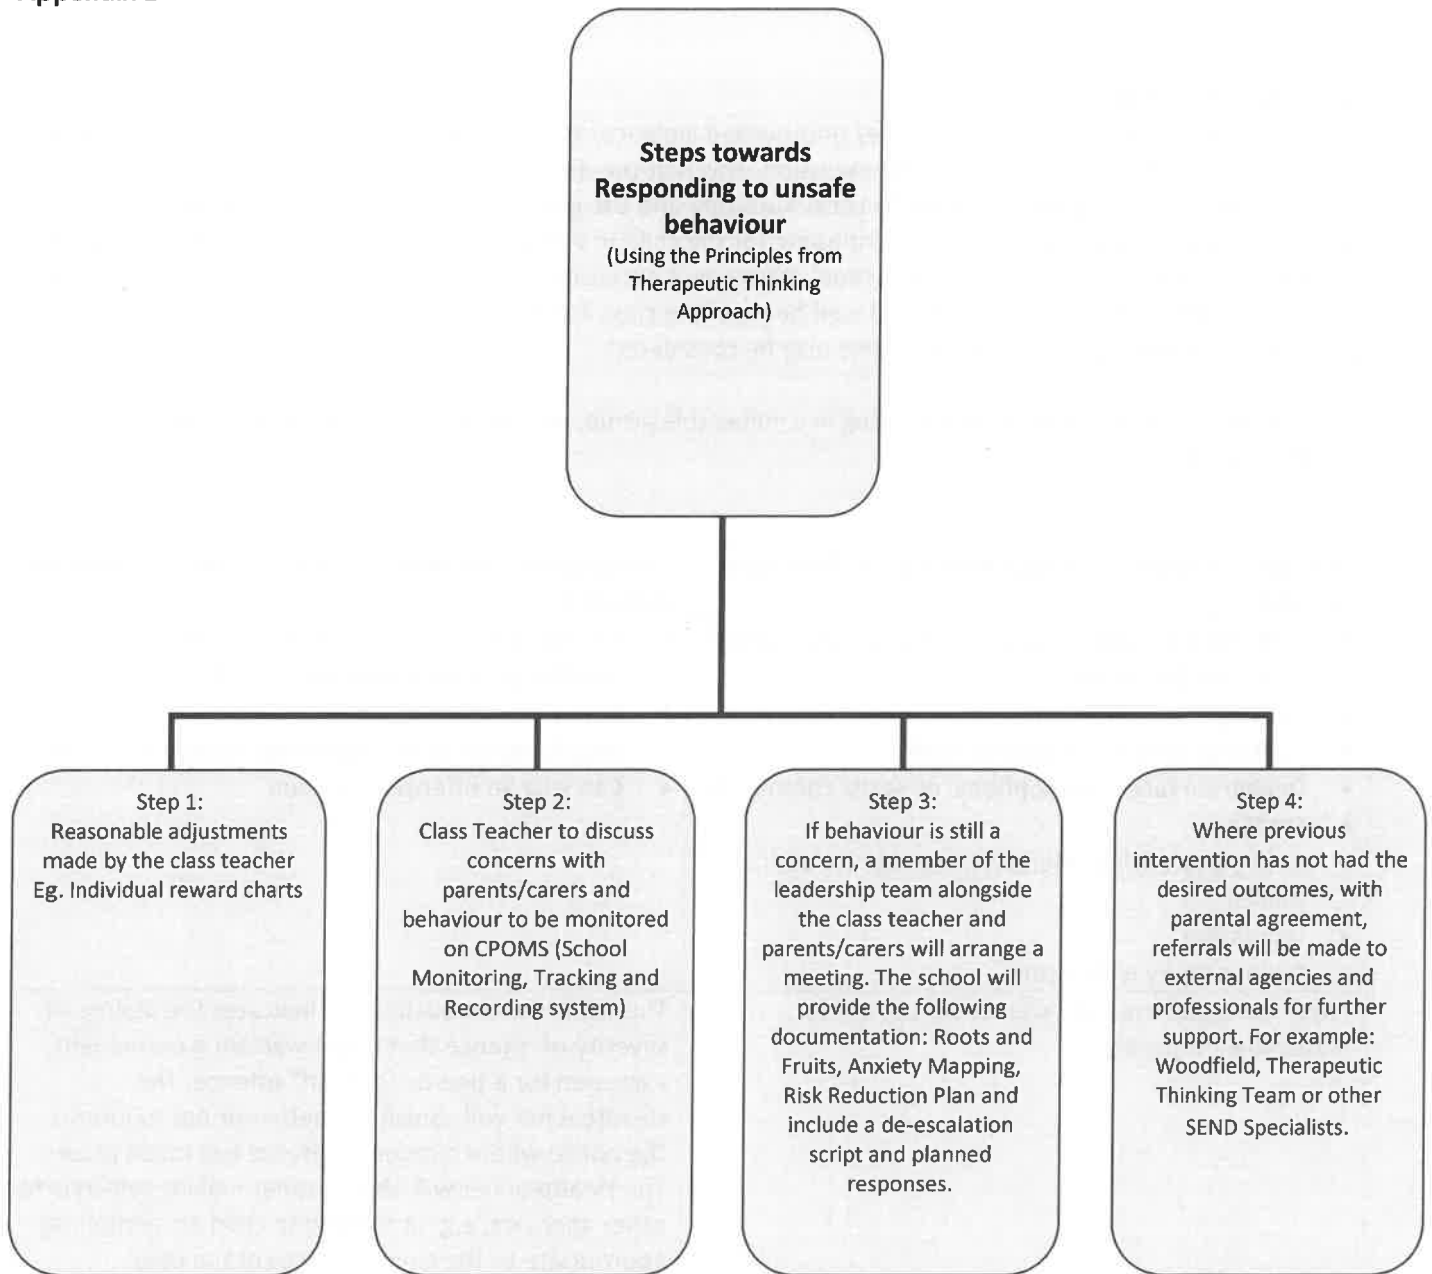 Steps towards
Responding to unsafe
behaviour
(Using the Principles from
Therapeutic Thinking
Approach)
Step 1:
Reasonable adjustments
made by the class teacher
Eg. Individual reward charts
Step 2:
Class Teacher to discuss
concerns with
parents/carers and
behaviour to be monitored
on CPOMS (School
Monitoring, Tracking and
Recording system)
Step 3:
If behaviour is still a
concern, a member of the
leadership team alongside
the class teacher and
parents/carers will arrange a
meeting. The school will
provide the following
documentation: Roots and
Fruits, Anxiety Mapping,
Risk Reduction Plan and
include a de-escalation
script and planned
responses.
Step 4:
Where previous
intervention has not had the
desired outcomes, with
parental agreement,
referrals will be made to
external agencies and
professionals for further
support. For example:
Woodfield, Therapeutic
Thinking Team or other
SEND Specialists.